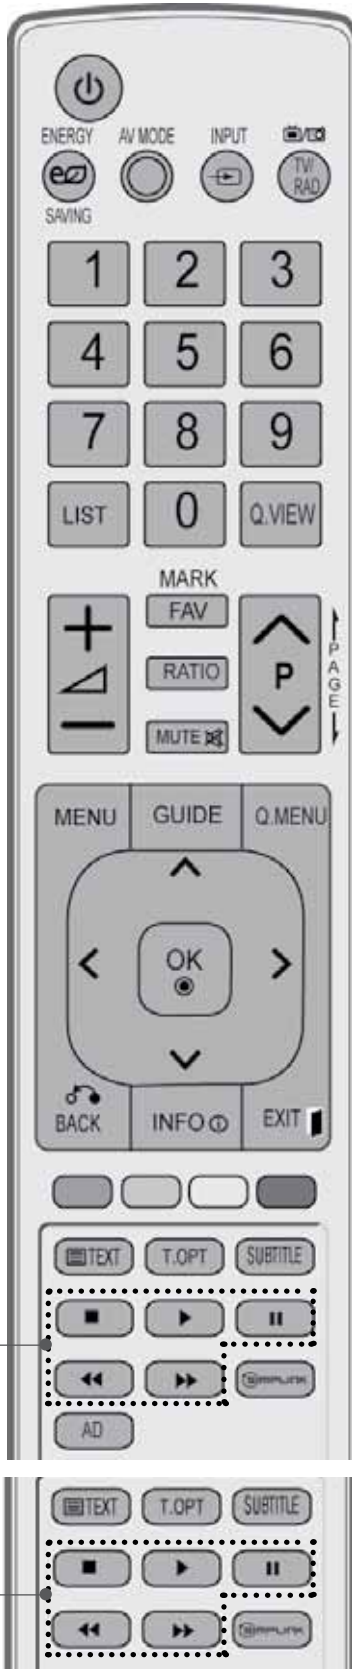 ENERGY AV MODE INPUT
TV/
RAD
SAVING
1 2 3
4 5 6
7 8 9
LIST 0 Q.VIEW
MARK
FAV
RATIO
P
PAGE
MUTE
MENU GUIDE Q.MENU
OK
BACK INFO EXIT
TEXT T.OPT SUBTITLE
SIMPLINK
AD
TEXT T.OPT SUBTITLE
SIMPLINK